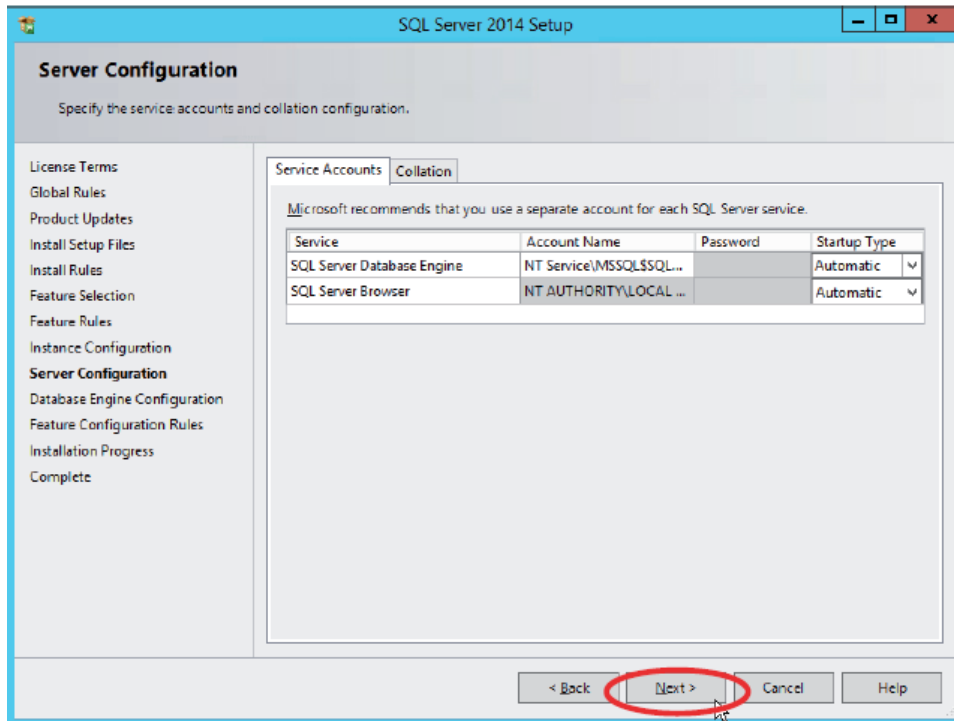 SQL Server 2014 Setup
Server Configuration
Specify the service accounts and collation configuration.
License Terms
Global Rules
Product Updates
Install Setup Files
Install Rules
Feature Selection
Feature Rules
Instance Configuration
Server Configuration
Database Engine Configuration
Feature Configuration Rules
Installation Progress
Complete
Service Accounts Collation
Microsoft recommends that you use a separate account for each SQL Server service.
Service Account Name Password Startup Type
SQL Server Database Engine NT Service\MSSQL$SQL... Automatic
SQL Server Browser NT AUTHORITY\LOCAL ... Automatic
< Back Next > Cancel Help